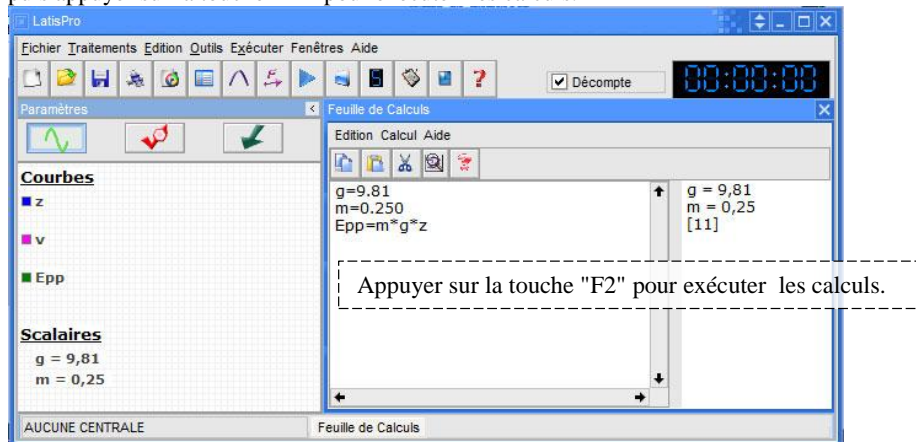 LatisPro
Fichier Traitements Edition Outils Exécuter Fenêtres Aide
Décompte
00:00:00
Paramètres
Feuille de Calculs
Edition Calcul Aide
Courbes
z
v
Epp
Scalaires
g = 9,81
m = 0,25
g=9.81
m=0.250
Epp=m*g*z
g = 9,81
m = 0,25
[11]
Appuyer sur la touche "F2" pour exécuter les calculs.
AUCUNE CENTRALE
Feuille de Calculs